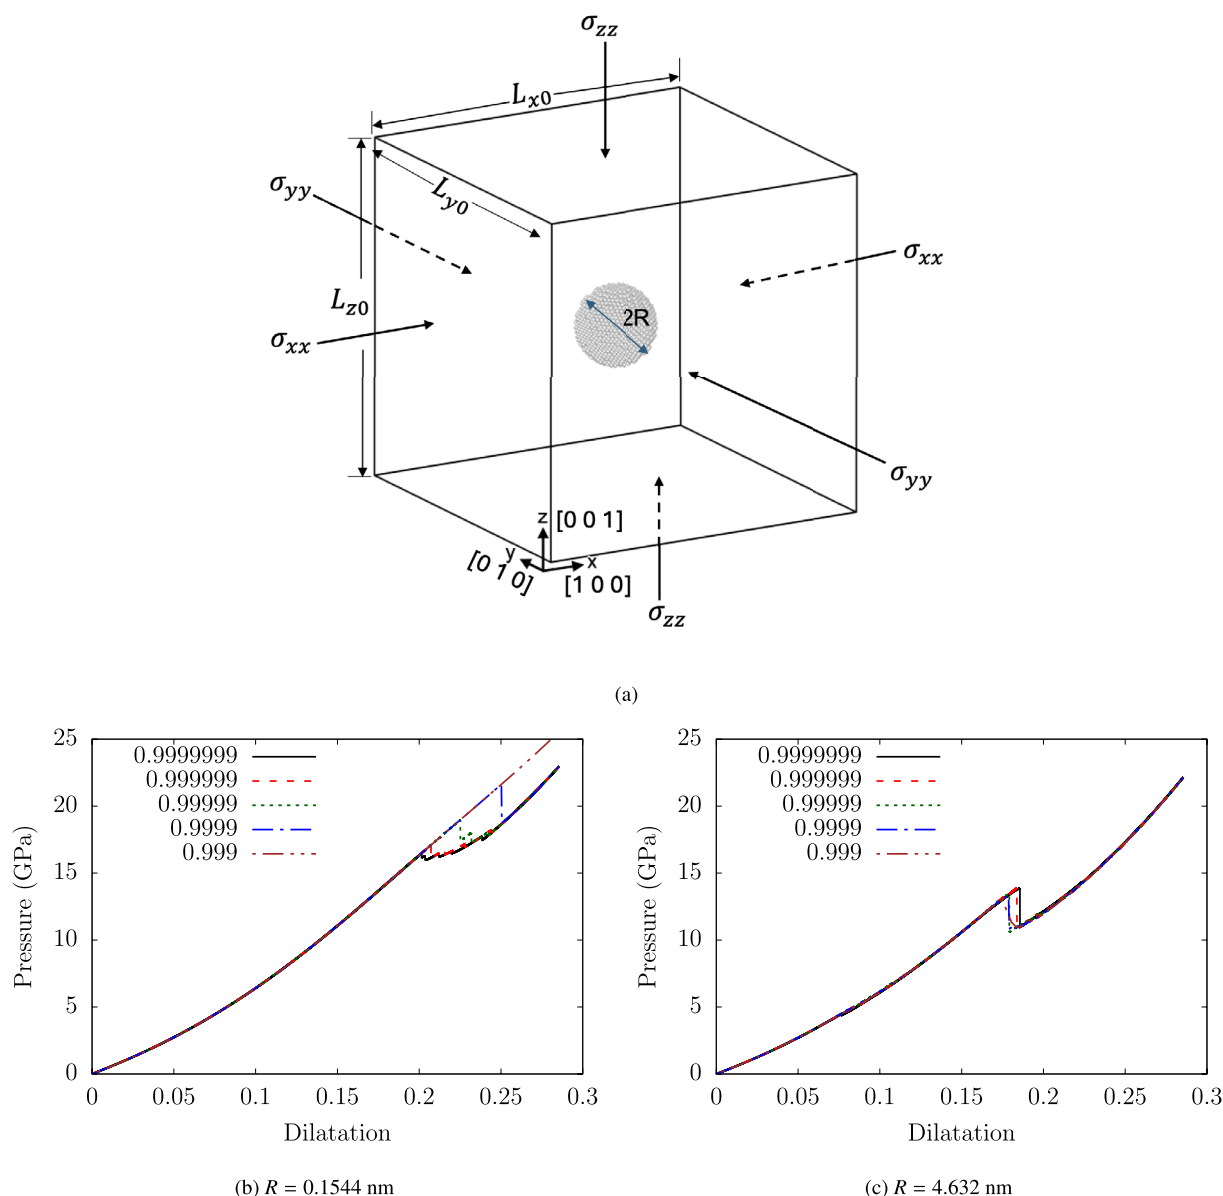 σzz
Lx0
σyy
Ly0
σxx
Lz0
2R
σxx
σyy
z [0 0 1]
y
x
[0 1 0]
[1 0 0]
σzz
(a)
25
20
15
10
5
0
Pressure (GPa)
0.9999999
0.999999
0.99999
0.9999
0.999
0 0.05 0.1 0.15 0.2 0.25 0.3
Dilatation
(b) R = 0.1544 nm
25
20
15
10
5
0
Pressure (GPa)
0.9999999
0.999999
0.99999
0.9999
0.999
0 0.05 0.1 0.15 0.2 0.25 0.3
Dilatation
(c) R = 4.632 nm